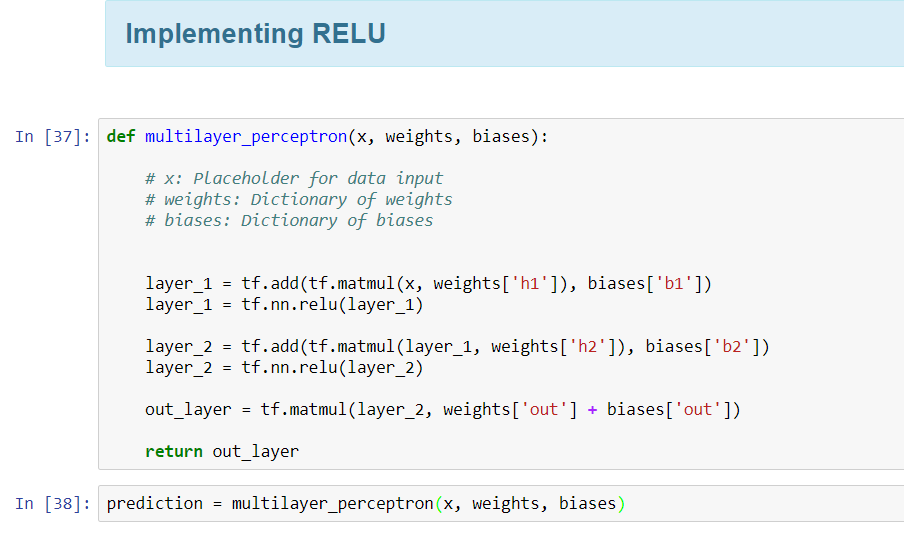 Implementing RELU
In [37]: def multilayer_perceptron(x, weights, biases):
# x: Placeholder for data input
# weights: Dictionary of weights
# biases: Dictionary of biases
layer_1 = tf.add(tf.matmul(x, weights['h1']), biases['b1'])
layer_1 = tf.nn.relu(layer_1)
layer_2 = tf.add(tf.matmul(layer_1, weights['h2']), biases['b2'])
layer_2 = tf.nn.relu(layer_2)
out_layer = tf.matmul(layer_2, weights['out'] + biases['out'])
return out_layer
In [38]: prediction = multilayer_perceptron(x, weights, biases)